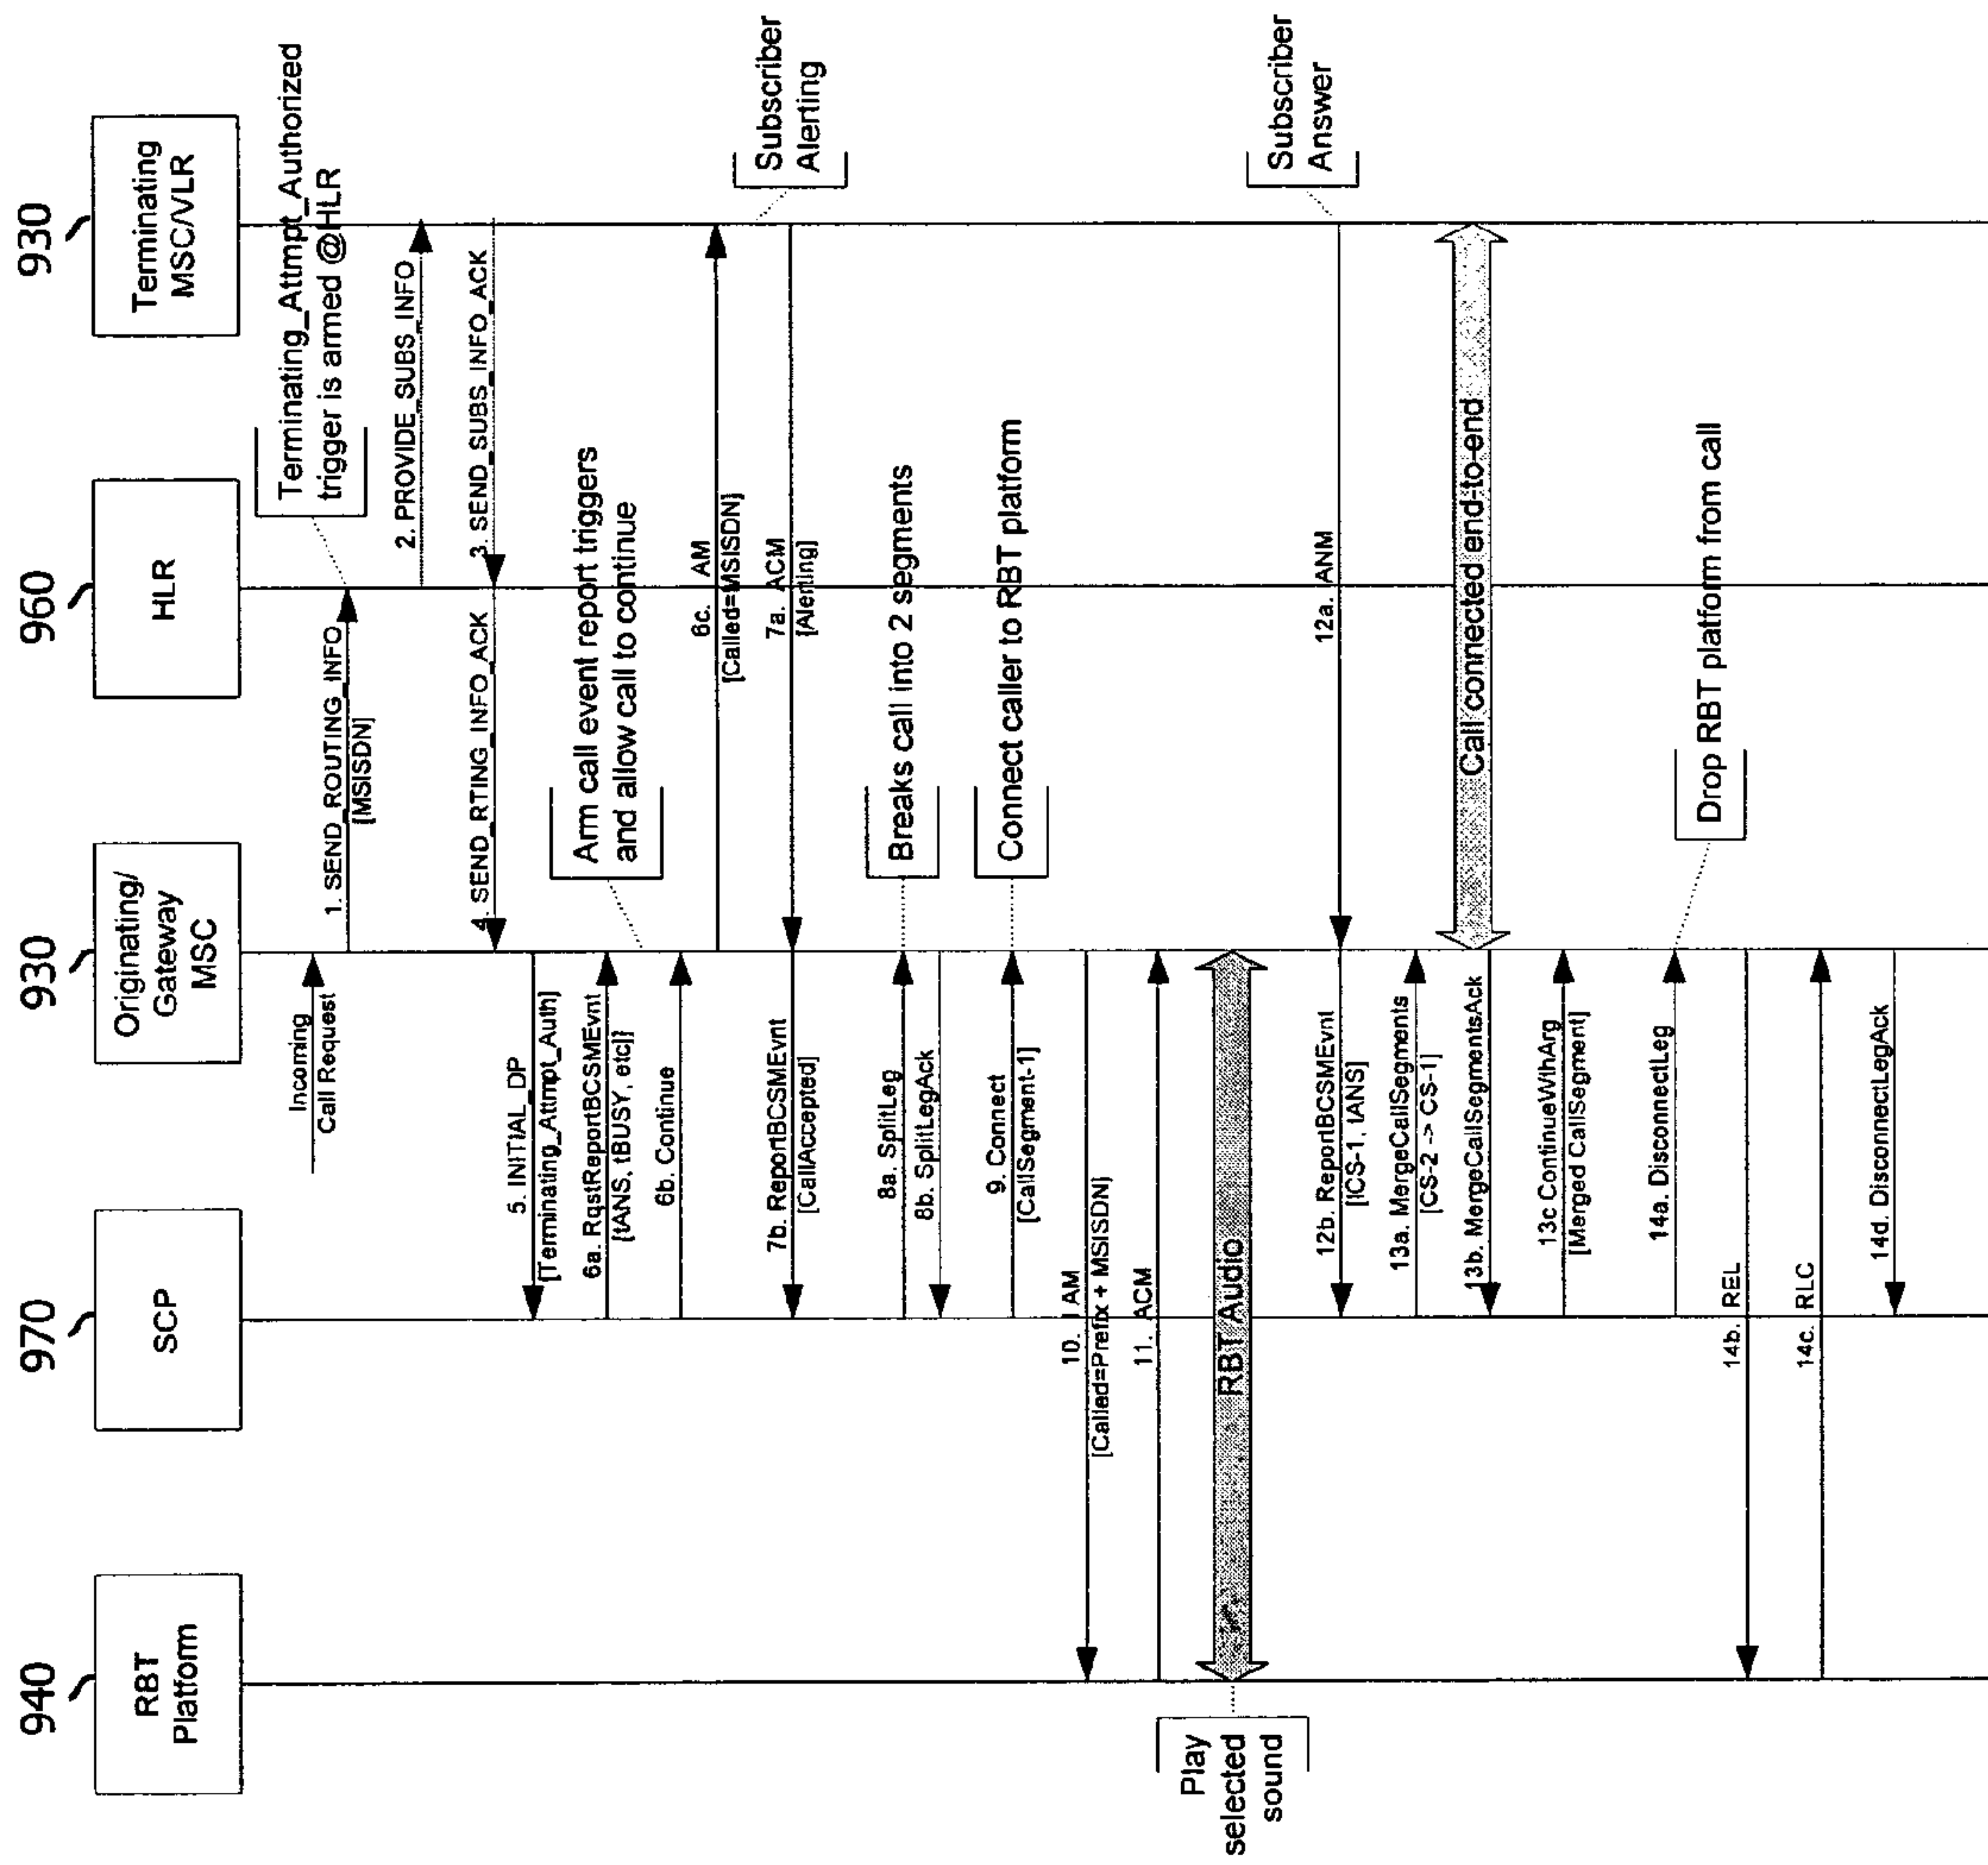 940
970
930
960
930
RBT
Platform
SCP
Originating/
Gateway
MSC
HLR
Terminating
MSC/VLR
Incoming
Call Request
Terminating_Attmpt_Authorized
trigger is armed @HLR
1. SEND_ROUTING_INFO
[MSISDN]
2. PROVIDE_SUBS_INFO
3. SEND_SUBS_INFO_ACK
4. SEND_RTING_INFO_ACK
5. INITIAL_DP
[Terminating_Attmpt_Auth]
Arm call event report triggers
and allow call to continue
6a. RqstReportBCSMEvnt
[tANS, tBUSY, etc]]
6b. Continue
6c. AM
[Called=MSISDN]
Subscriber
Alerting
7a. ACM
[Alerting]
7b. ReportBCSMEvnt
[CallAccepted]
Breaks call into 2 segments
8a. SplitLeg
8b. SplitLegAck
Connect caller to RBT platform
9. Connect
[CallSegment-1]
10. IAM
[Called=Prefix + MSISDN]
11. ACM
Play
selected
sound
RBT Audio
Subscriber
Answer
12a. ANM
12b. ReportBCSMEvnt
[ICS-1, tANS]
13a. MergeCallSegments
[CS-2 -> CS-1]
Call connected end-to-end
13b. MergeCallSegmentsAck
13c ContinueWthArg
[Merged CallSegment]
Drop RBT platform from call
14a. DisconnectLeg
14b. REL
14c. RLC
14d. DisconnectLegAck